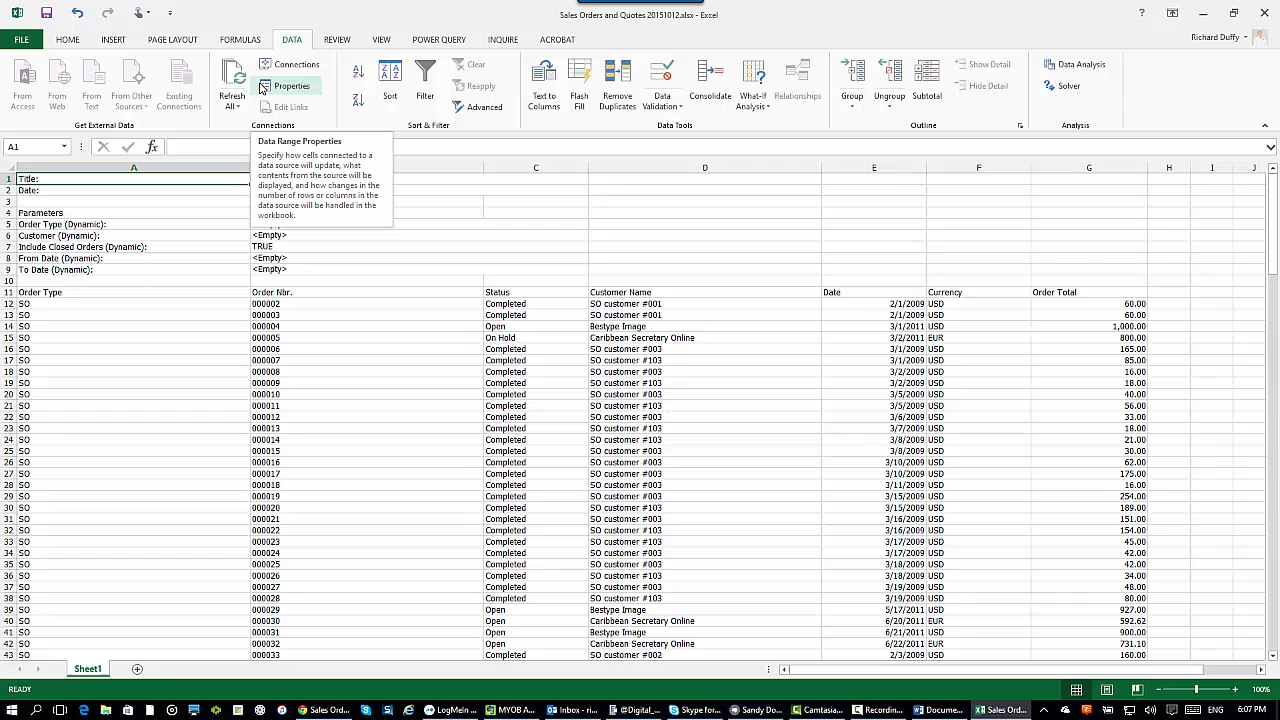 Sales Orders and Quotes 20151012.xlsx - Excel
FILE HOME INSERT PAGE LAYOUT FORMULAS DATA REVIEW VIEW POWER QUERY INQUIRE ACROBAT Richard Duffy
From Access
From Web
From Text
From Other Sources
Existing Connections
Get External Data
Refresh All
Connections
Properties
Edit Links
Connections
Sort
Filter
Clear
Reapply
Advanced
Sort & Filter
Text to Columns
Flash Fill
Remove Duplicates
Data Validation
Consolidate
What-If Analysis
Relationships
Data Tools
Group
Ungroup
Subtotal
Show Detail
Hide Detail
Outline
Data Analysis
Solver
Analysis
A1 fx
Data Range Properties
Specify how cells connected to a
data source will update, what
contents from the source will be
displayed, and how changes in the
number of rows or columns in the
data source will be handled in the
workbook.
A C D E F G H I J
1 Title:
2 Date:
3
4 Parameters
5 Order Type (Dynamic):
6 Customer (Dynamic): <Empty>
7 Include Closed Orders (Dynamic): TRUE
8 From Date (Dynamic): <Empty>
9 To Date (Dynamic): <Empty>
10
11 Order Type Order Nbr. Status Customer Name Date Currency Order Total
12 SO 000002 Completed SO customer #001 2/1/2009 USD 60.00
13 SO 000003 Completed SO customer #001 2/1/2009 USD 60.00
14 SO 000004 Open Bestype Image 3/1/2011 USD 1,000.00
15 SO 000005 On Hold Caribbean Secretary Online 3/2/2011 EUR 800.00
16 SO 000006 Completed SO customer #003 3/1/2009 USD 165.00
17 SO 000007 Completed SO customer #103 3/1/2009 USD 85.00
18 SO 000008 Completed SO customer #003 3/2/2009 USD 16.00
19 SO 000009 Completed SO customer #103 3/2/2009 USD 18.00
20 SO 000010 Completed SO customer #003 3/5/2009 USD 40.00
21 SO 000011 Completed SO customer #103 3/5/2009 USD 56.00
22 SO 000012 Completed SO customer #003 3/6/2009 USD 33.00
23 SO 000013 Completed SO customer #103 3/7/2009 USD 18.00
24 SO 000014 Completed SO customer #103 3/8/2009 USD 21.00
25 SO 000015 Completed SO customer #003 3/8/2009 USD 30.00
26 SO 000016 Completed SO customer #003 3/10/2009 USD 62.00
27 SO 000017 Completed SO customer #103 3/10/2009 USD 175.00
28 SO 000018 Completed SO customer #003 3/11/2009 USD 16.00
29 SO 000019 Completed SO customer #003 3/15/2009 USD 254.00
30 SO 000020 Completed SO customer #103 3/15/2009 USD 189.00
31 SO 000021 Completed SO customer #003 3/16/2009 USD 151.00
32 SO 000022 Completed SO customer #103 3/16/2009 USD 154.00
33 SO 000023 Completed SO customer #103 3/17/2009 USD 45.00
34 SO 000024 Completed SO customer #003 3/17/2009 USD 42.00
35 SO 000025 Completed SO customer #003 3/18/2009 USD 42.00
36 SO 000026 Completed SO customer #103 3/18/2009 USD 34.00
37 SO 000027 Completed SO customer #003 3/19/2009 USD 48.00
38 SO 000028 Completed SO customer #103 3/19/2009 USD 80.00
39 SO 000029 Open Bestype Image 5/17/2011 USD 927.00
40 SO 000030 Open Caribbean Secretary Online 6/20/2011 EUR 592.62
41 SO 000031 Open Bestype Image 6/21/2011 USD 900.00
42 SO 000032 Open Caribbean Secretary Online 6/22/2011 EUR 731.10
43 SO 000033 Completed SO customer #002 2/3/2009 USD 160.00
Sheet1
READY 100%
Sales Ord... LogMeIn ... MYOB A... Inbox - ri... @Digital_... Skype for... Sandy Do... Camtasia... Recordin... Docume... Sales Ord... ENG 6:07 PM